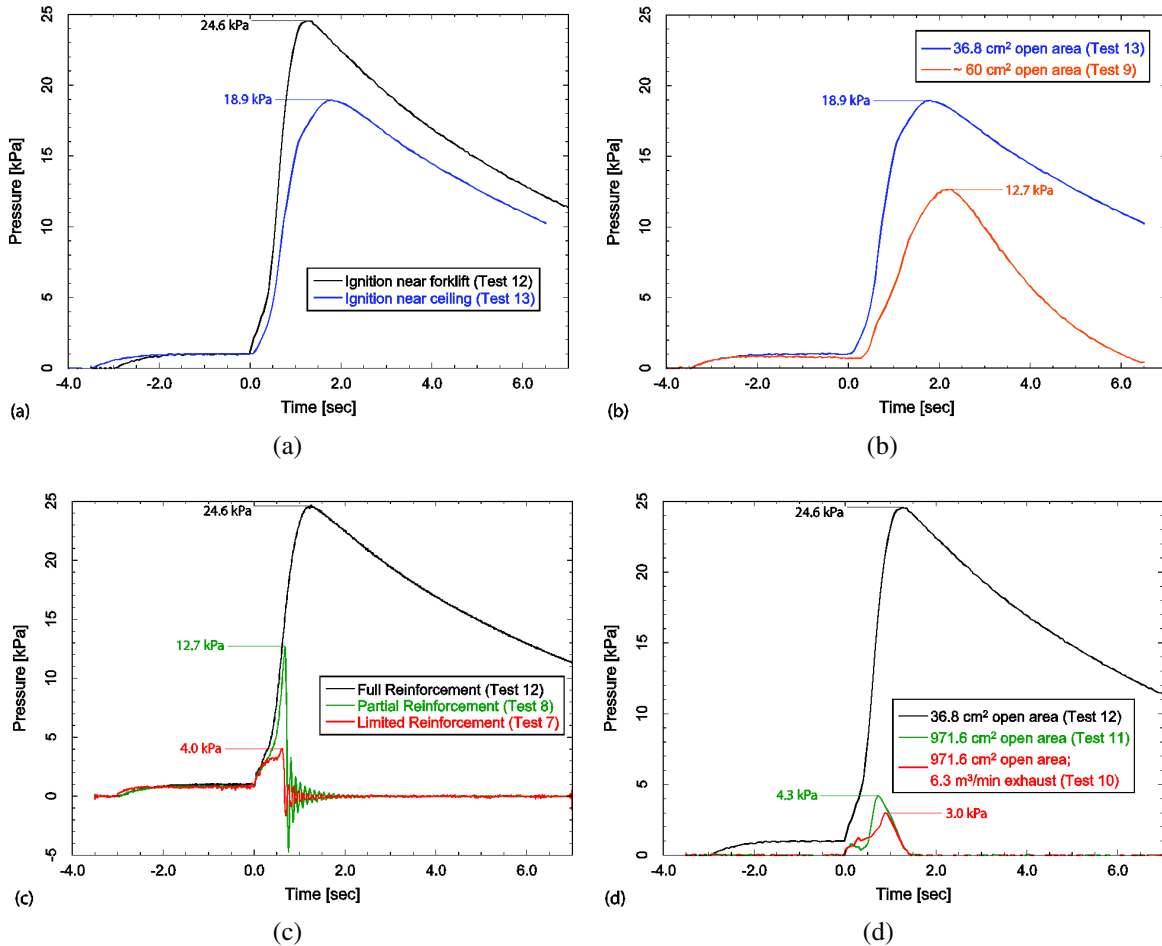 25
24.6 kPa
20
18.9 kPa
15
10
5
0
Pressure [kPa]
Ignition near forklift (Test 12)
Ignition near ceiling (Test 13)
-4.0 -2.0 0.0 2.0 4.0 6.0
Time [sec]
(a)
(a)
25
36.8 cm² open area (Test 13)
~ 60 cm² open area (Test 9)
20
18.9 kPa
15
12.7 kPa
10
5
0
Pressure [kPa]
-4.0 -2.0 0.0 2.0 4.0 6.0
Time [sec]
(b)
(b)
25
24.6 kPa
20
15
12.7 kPa
10
5
4.0 kPa
0
-5
Pressure [kPa]
Full Reinforcement (Test 12)
Partial Reinforcement (Test 8)
Limited Reinforcement (Test 7)
-4.0 -2.0 0.0 2.0 4.0 6.0
Time [sec]
(c)
(c)
25
24.6 kPa
20
15
10
5
0
Pressure [kPa]
36.8 cm² open area (Test 12)
971.6 cm² open area (Test 11)
971.6 cm² open area;
6.3 m³/min exhaust (Test 10)
4.3 kPa
3.0 kPa
-4.0 -2.0 0.0 2.0 4.0 6.0
Time [sec]
(d)
(d)